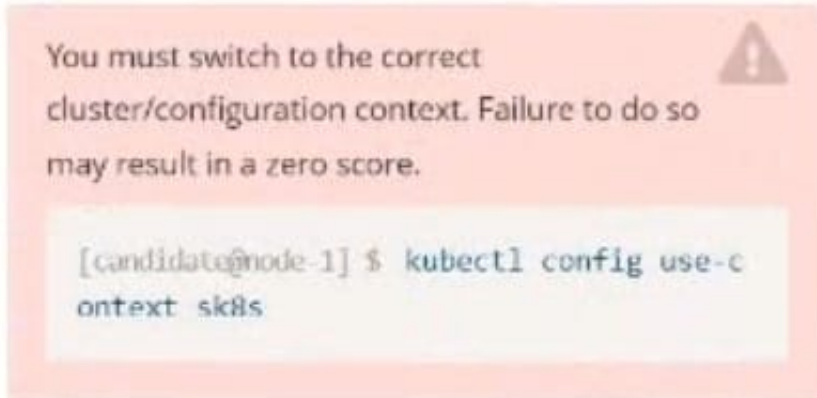 You must switch to the correct
cluster/configuration context. Failure to do so
may result in a zero score.
[candidate@node-1] $ kubectl config use-c
ontext sk8s